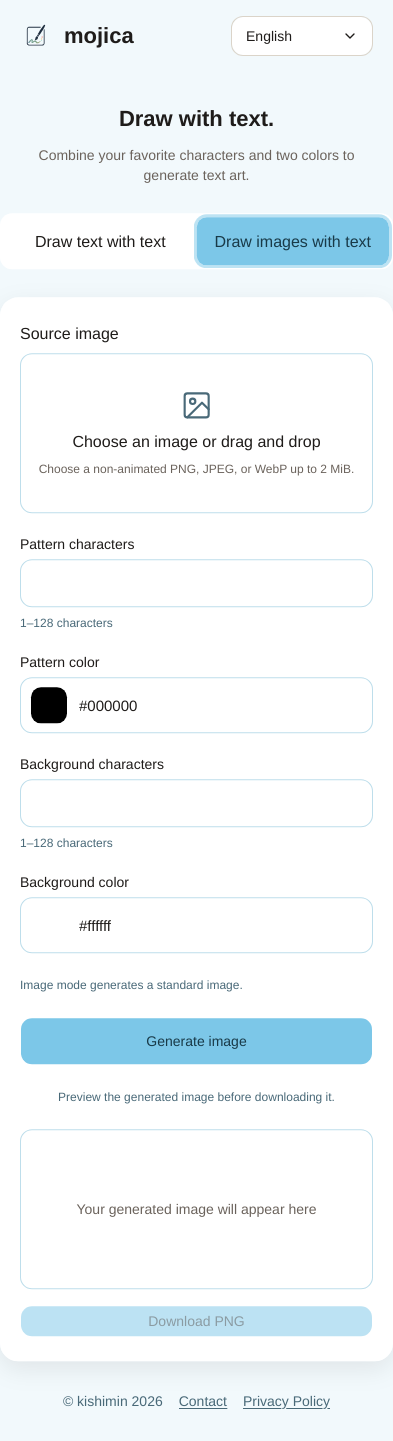 mojica
English
Draw with text.
Combine your favorite characters and two colors to
generate text art.
Draw text with text
Draw images with text
Source image
Choose an image or drag and drop
Choose a non-animated PNG, JPEG, or WebP up to 2 MiB.
Pattern characters
1–128 characters
Pattern color
#000000
Background characters
1–128 characters
Background color
#ffffff
Image mode generates a standard image.
Generate image
Preview the generated image before downloading it.
Your generated image will appear here
Download PNG
© kishimin 2026 Contact Privacy Policy